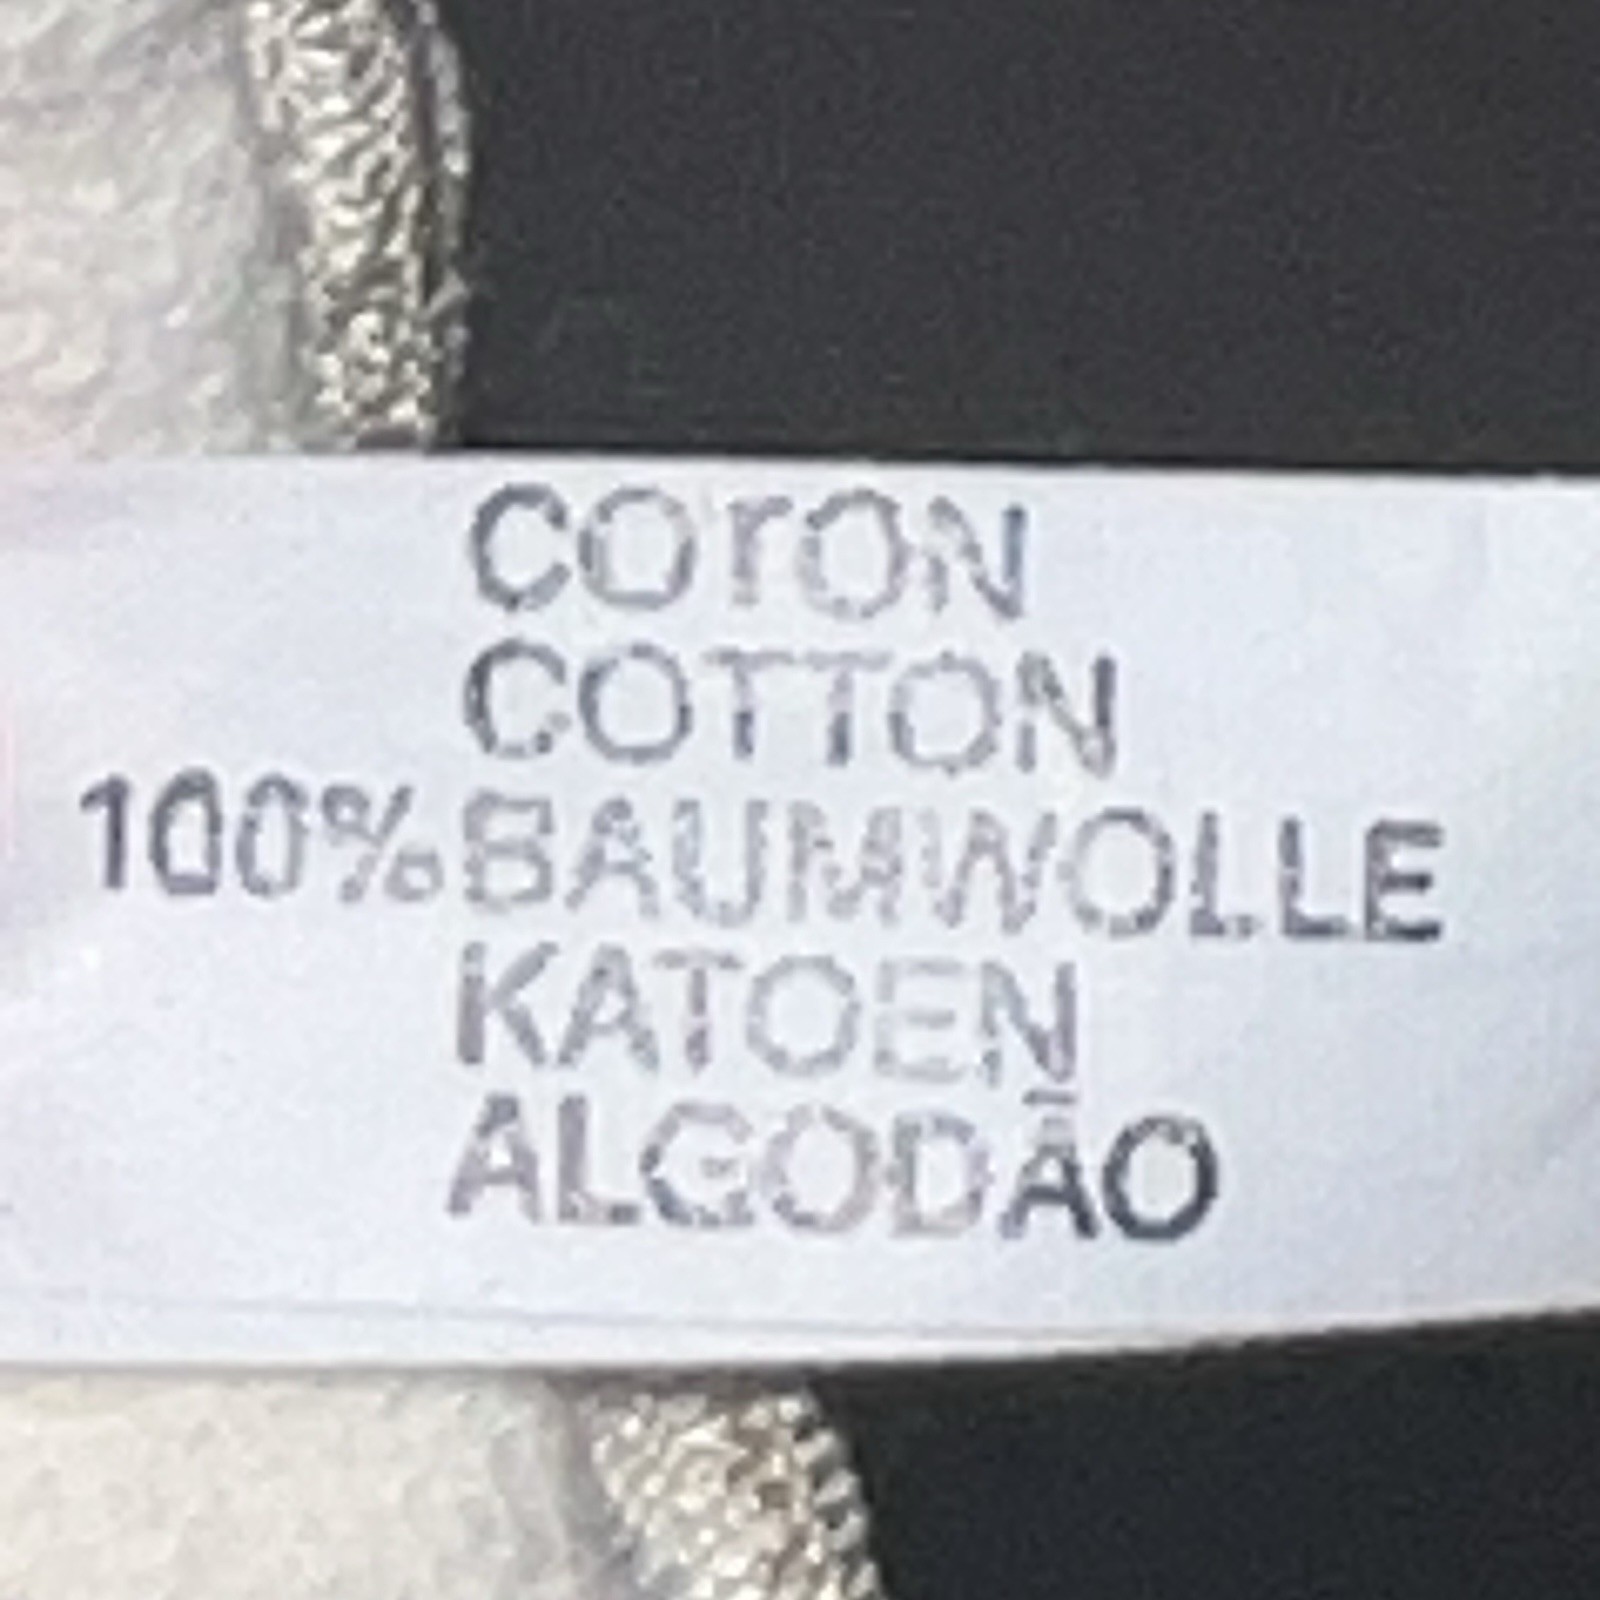 COTON
COTTON
100% BAUMWOLLE
KATOEN
ALGODÃO